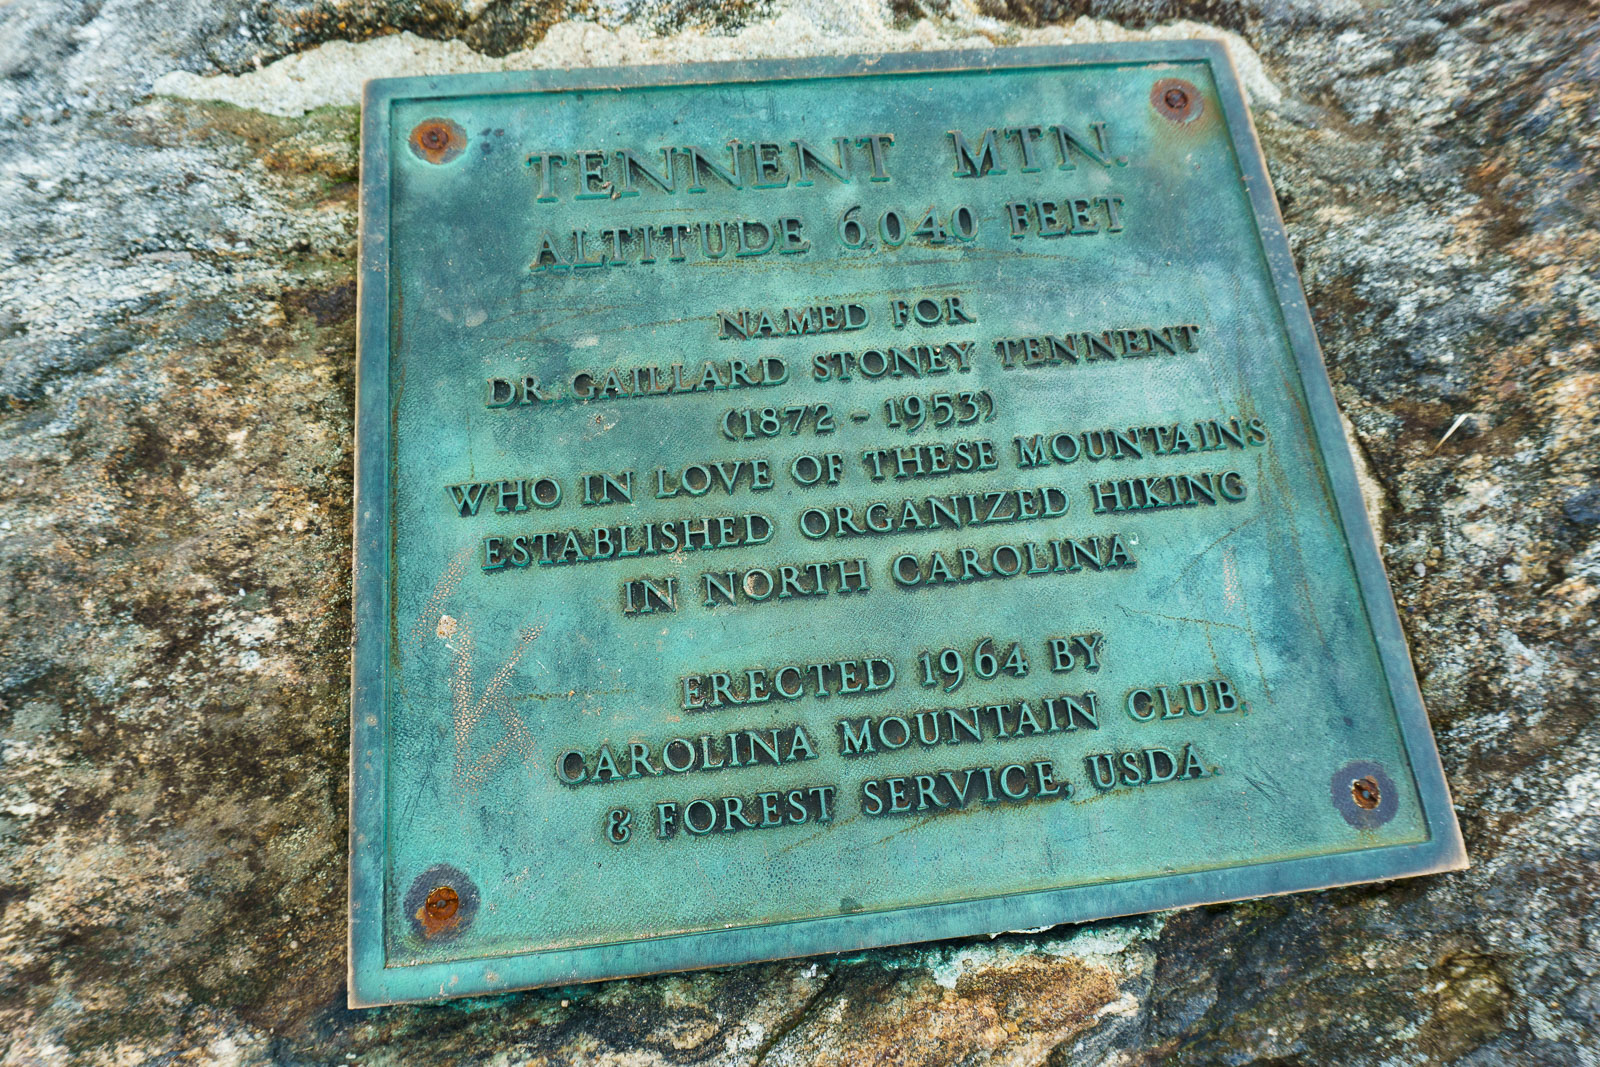 TENNENT MTN.
ALTITUDE 6,040 FEET
NAMED FOR
DR. GAILLARD STONEY TENNENT
(1872 - 1953)
WHO IN LOVE OF THESE MOUNTAINS
ESTABLISHED ORGANIZED HIKING
IN NORTH CAROLINA
ERECTED 1964 BY
CAROLINA MOUNTAIN CLUB,
& FOREST SERVICE, USDA.